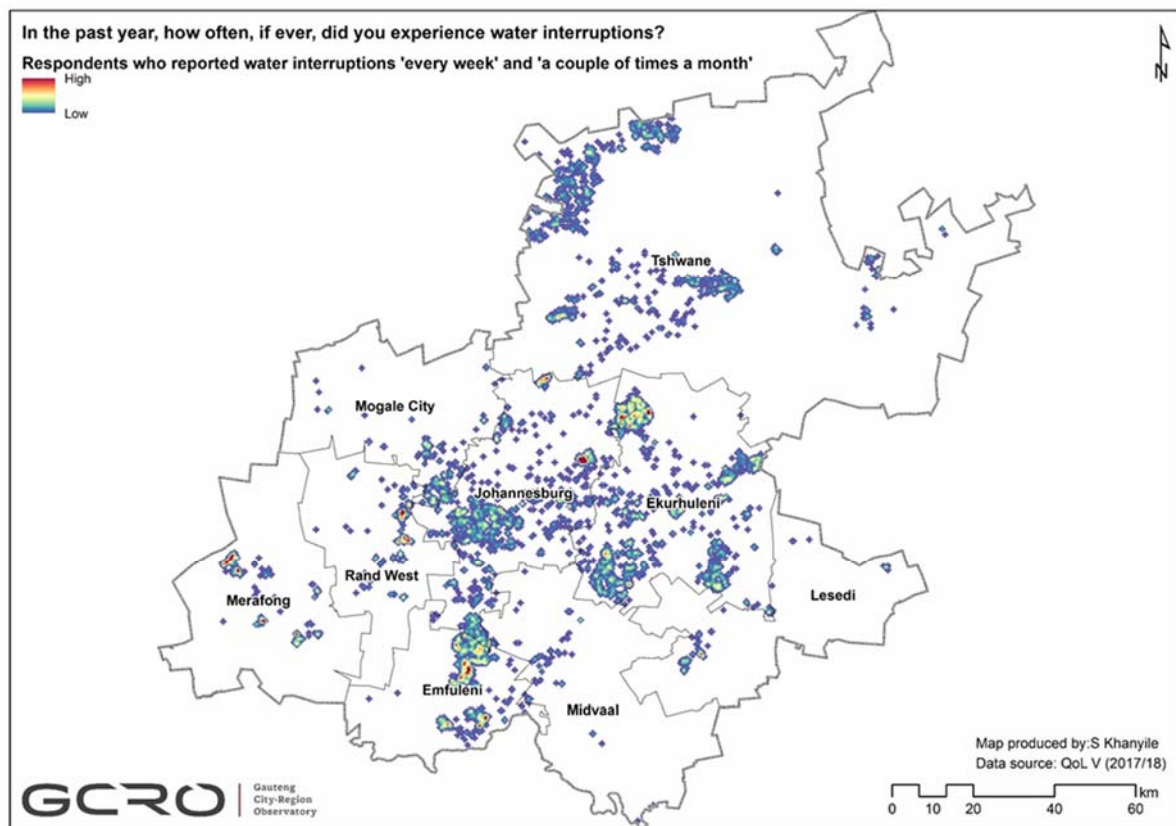 In the past year, how often, if ever, did you experience water interruptions?
Respondents who reported water interruptions 'every week' and 'a couple of times a month'
High
Low
N
Tshwane
Mogale City
Johannesburg
Ekurhuleni
Rand West
Merafong
Lesedi
Emfuleni
Midvaal
Map produced by:S Khanyile
Data source: QoL V (2017/18)
GCRO
Gauteng
City-Region
Observatory
km
0 10 20 40 60